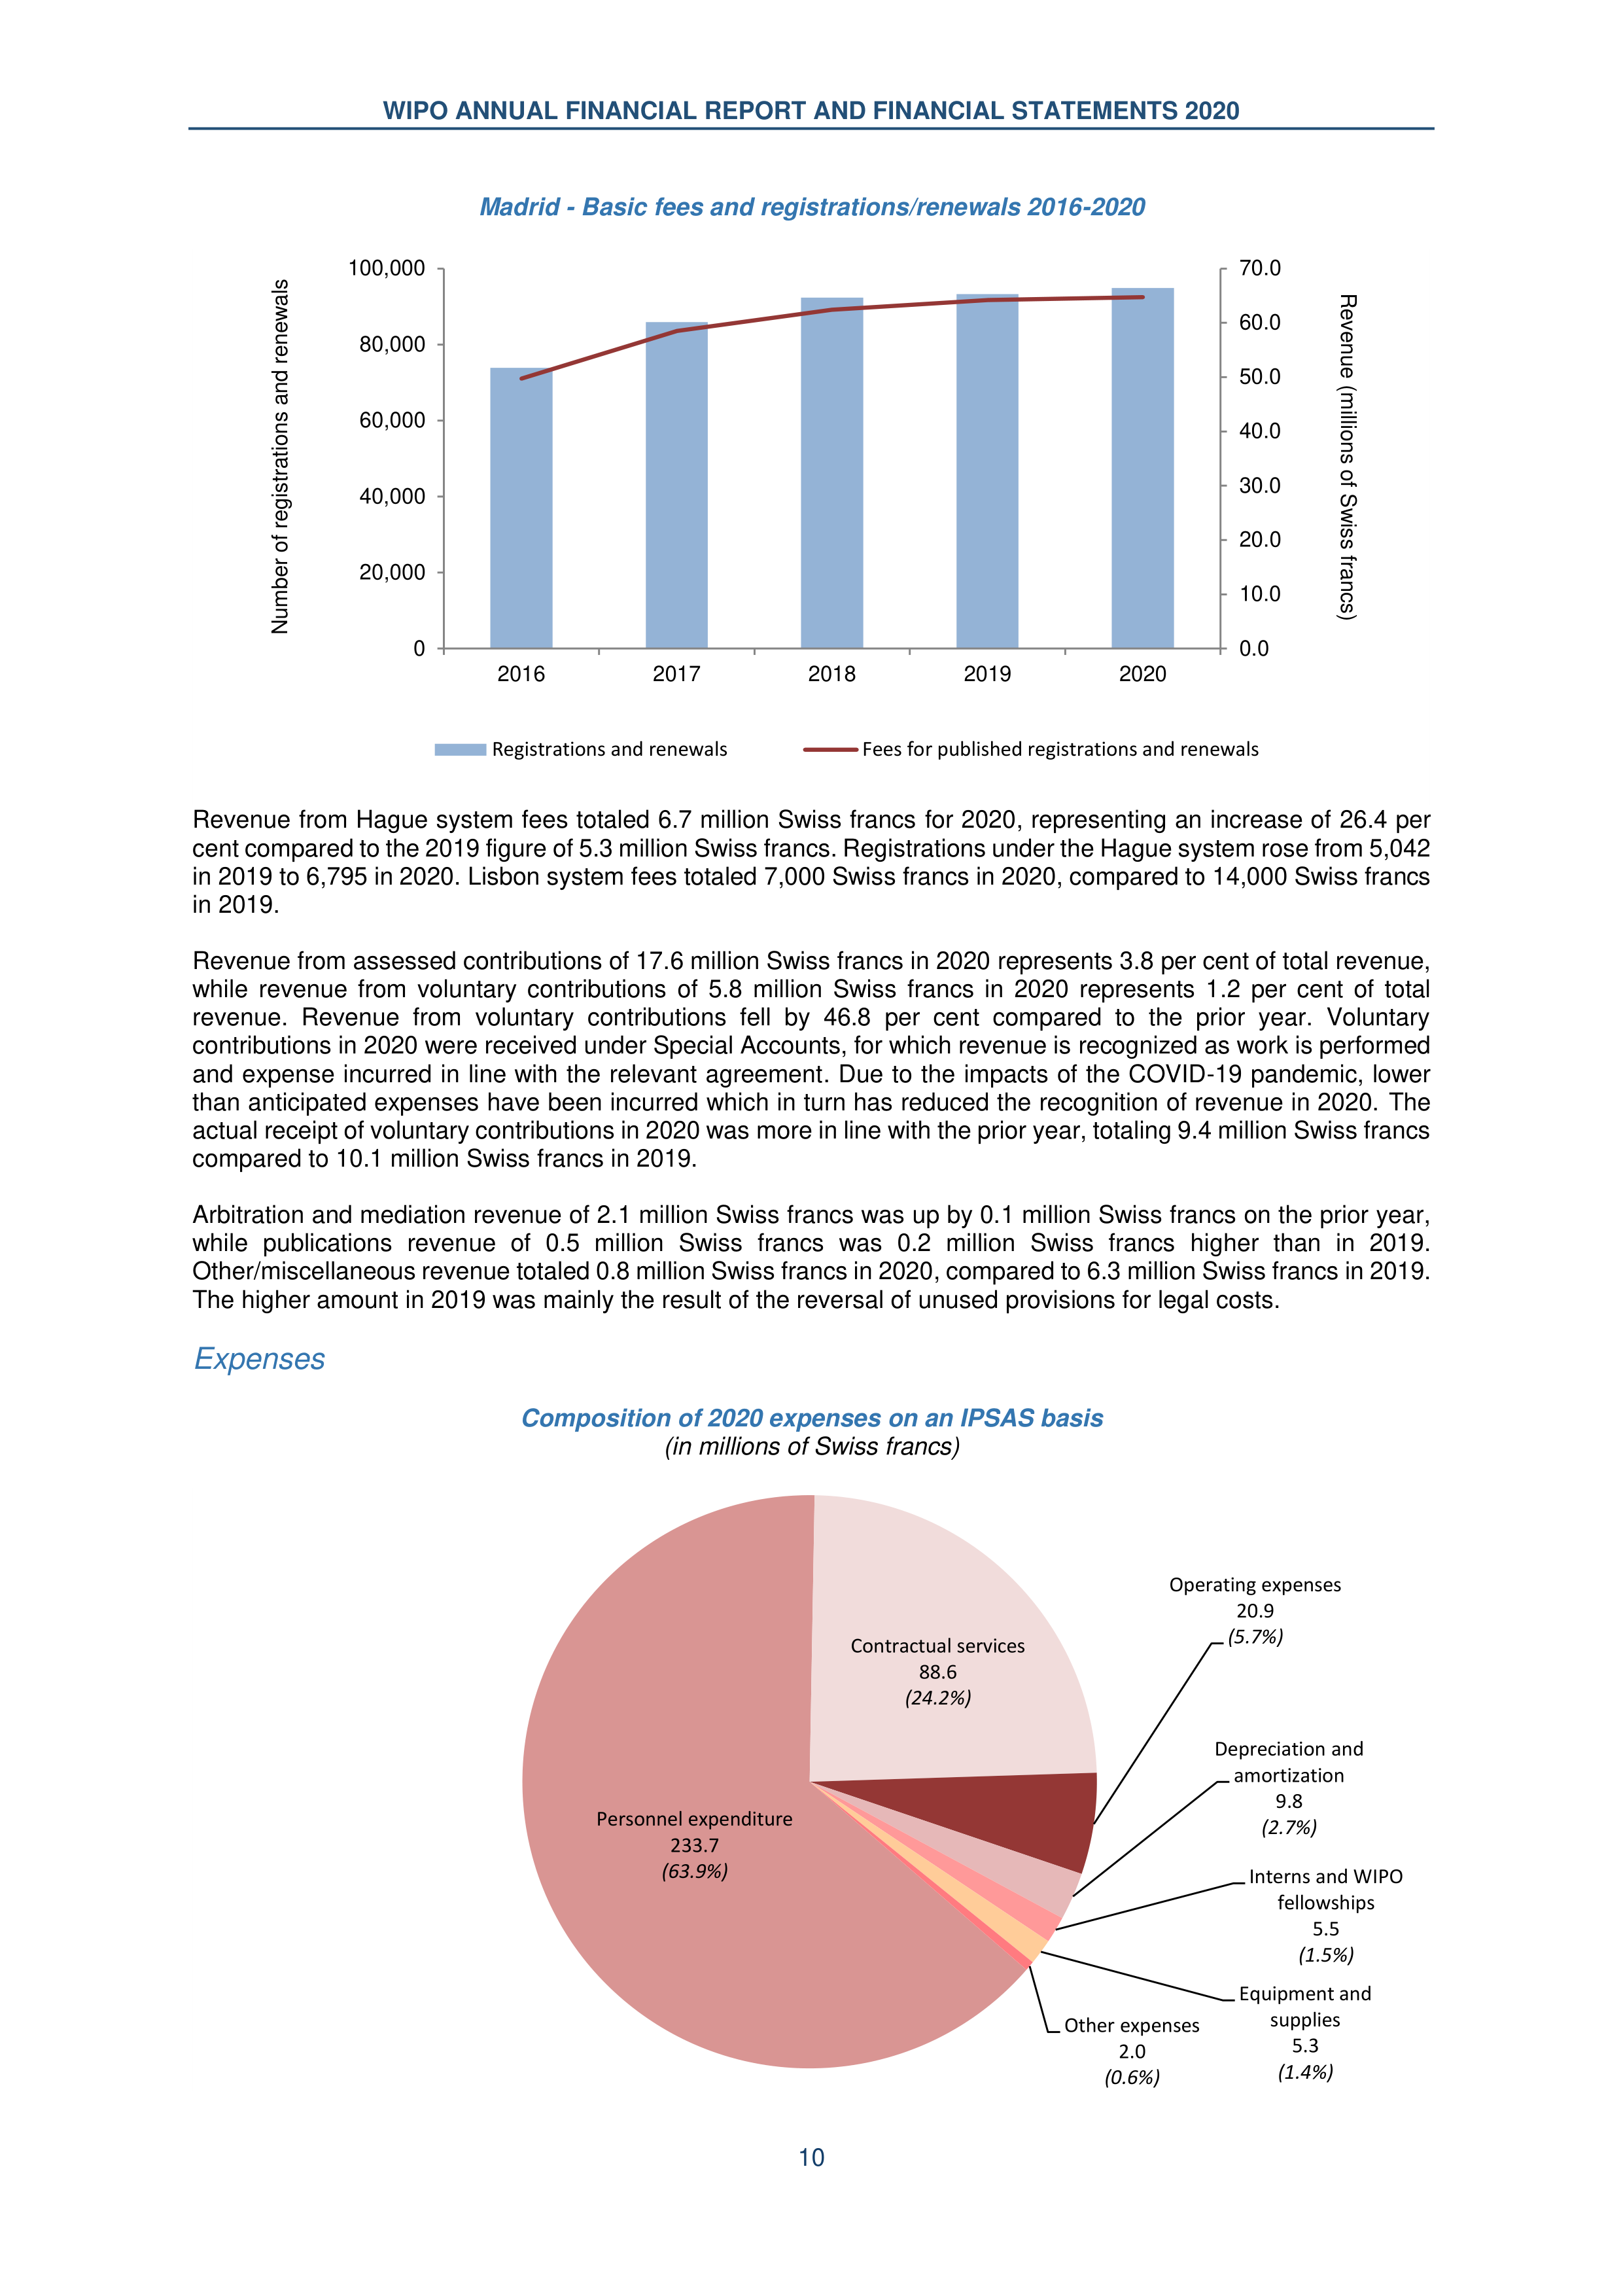 WIPO ANNUAL FINANCIAL REPORT AND FINANCIAL STATEMENTS 2020
Madrid - Basic fees and registrations/renewals 2016-2020
Number of registrations and renewals
100,000
80,000
60,000
40,000
20,000
0
70.0
60.0
50.0
40.0
30.0
20.0
10.0
0.0
Revenue (millions of Swiss francs)
2016 2017 2018 2019 2020
Registrations and renewals Fees for published registrations and renewals
Revenue from Hague system fees totaled 6.7 million Swiss francs for 2020, representing an increase of 26.4 per
cent compared to the 2019 figure of 5.3 million Swiss francs. Registrations under the Hague system rose from 5,042
in 2019 to 6,795 in 2020. Lisbon system fees totaled 7,000 Swiss francs in 2020, compared to 14,000 Swiss francs
in 2019.
Revenue from assessed contributions of 17.6 million Swiss francs in 2020 represents 3.8 per cent of total revenue,
while revenue from voluntary contributions of 5.8 million Swiss francs in 2020 represents 1.2 per cent of total
revenue. Revenue from voluntary contributions fell by 46.8 per cent compared to the prior year. Voluntary
contributions in 2020 were received under Special Accounts, for which revenue is recognized as work is performed
and expense incurred in line with the relevant agreement. Due to the impacts of the COVID-19 pandemic, lower
than anticipated expenses have been incurred which in turn has reduced the recognition of revenue in 2020. The
actual receipt of voluntary contributions in 2020 was more in line with the prior year, totaling 9.4 million Swiss francs
compared to 10.1 million Swiss francs in 2019.
Arbitration and mediation revenue of 2.1 million Swiss francs was up by 0.1 million Swiss francs on the prior year,
while publications revenue of 0.5 million Swiss francs was 0.2 million Swiss francs higher than in 2019.
Other/miscellaneous revenue totaled 0.8 million Swiss francs in 2020, compared to 6.3 million Swiss francs in 2019.
The higher amount in 2019 was mainly the result of the reversal of unused provisions for legal costs.
Expenses
Composition of 2020 expenses on an IPSAS basis
(in millions of Swiss francs)
Contractual services
88.6
(24.2%)
Operating expenses
20.9
(5.7%)
Depreciation and
amortization
9.8
(2.7%)
Personnel expenditure
233.7
(63.9%)
Interns and WIPO
fellowships
5.5
(1.5%)
Equipment and
supplies
5.3
(1.4%)
Other expenses
2.0
(0.6%)
10